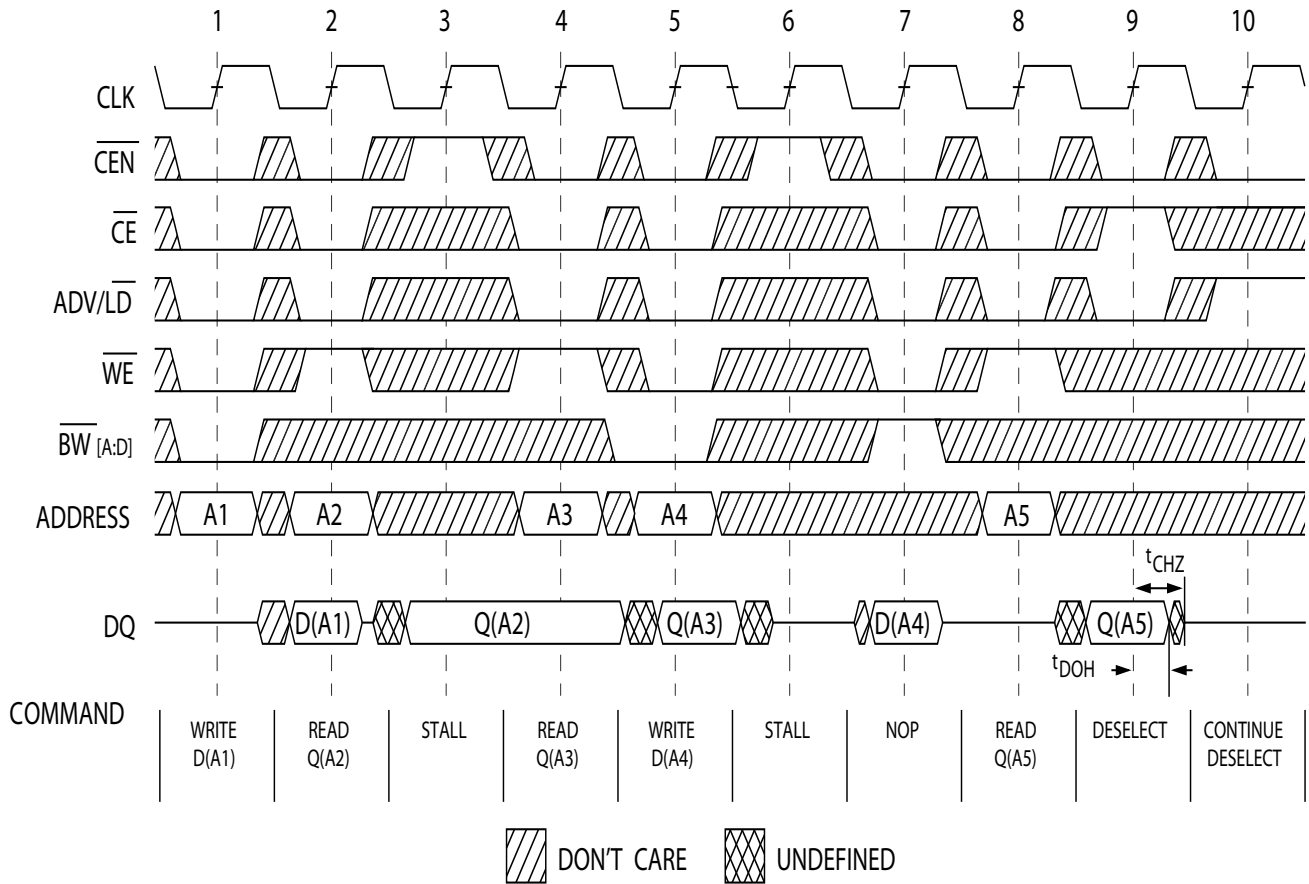 1 2 3 4 5 6 7 8 9 10
CLK
CEN
CE
ADV/LD
WE
BW [A:D]
ADDRESS A1 A2 A3 A4 A5
tCHZ
DQ D(A1) Q(A2) Q(A3) D(A4) Q(A5)
tDOH
COMMAND
WRITE READ STALL READ WRITE STALL NOP READ DESELECT CONTINUE
D(A1) Q(A2) Q(A3) D(A4) Q(A5) DESELECT
DON'T CARE UNDEFINED